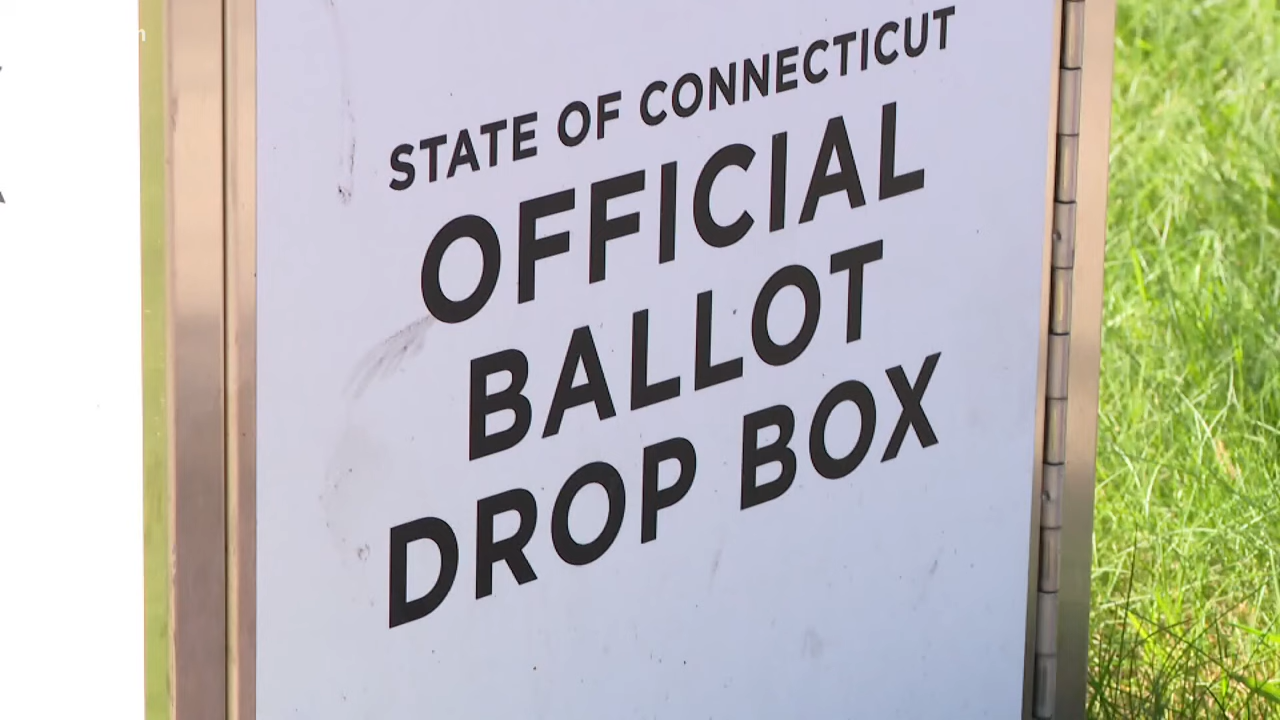 STATE OF CONNECTICUT
OFFICIAL
BALLOT
DROP BOX